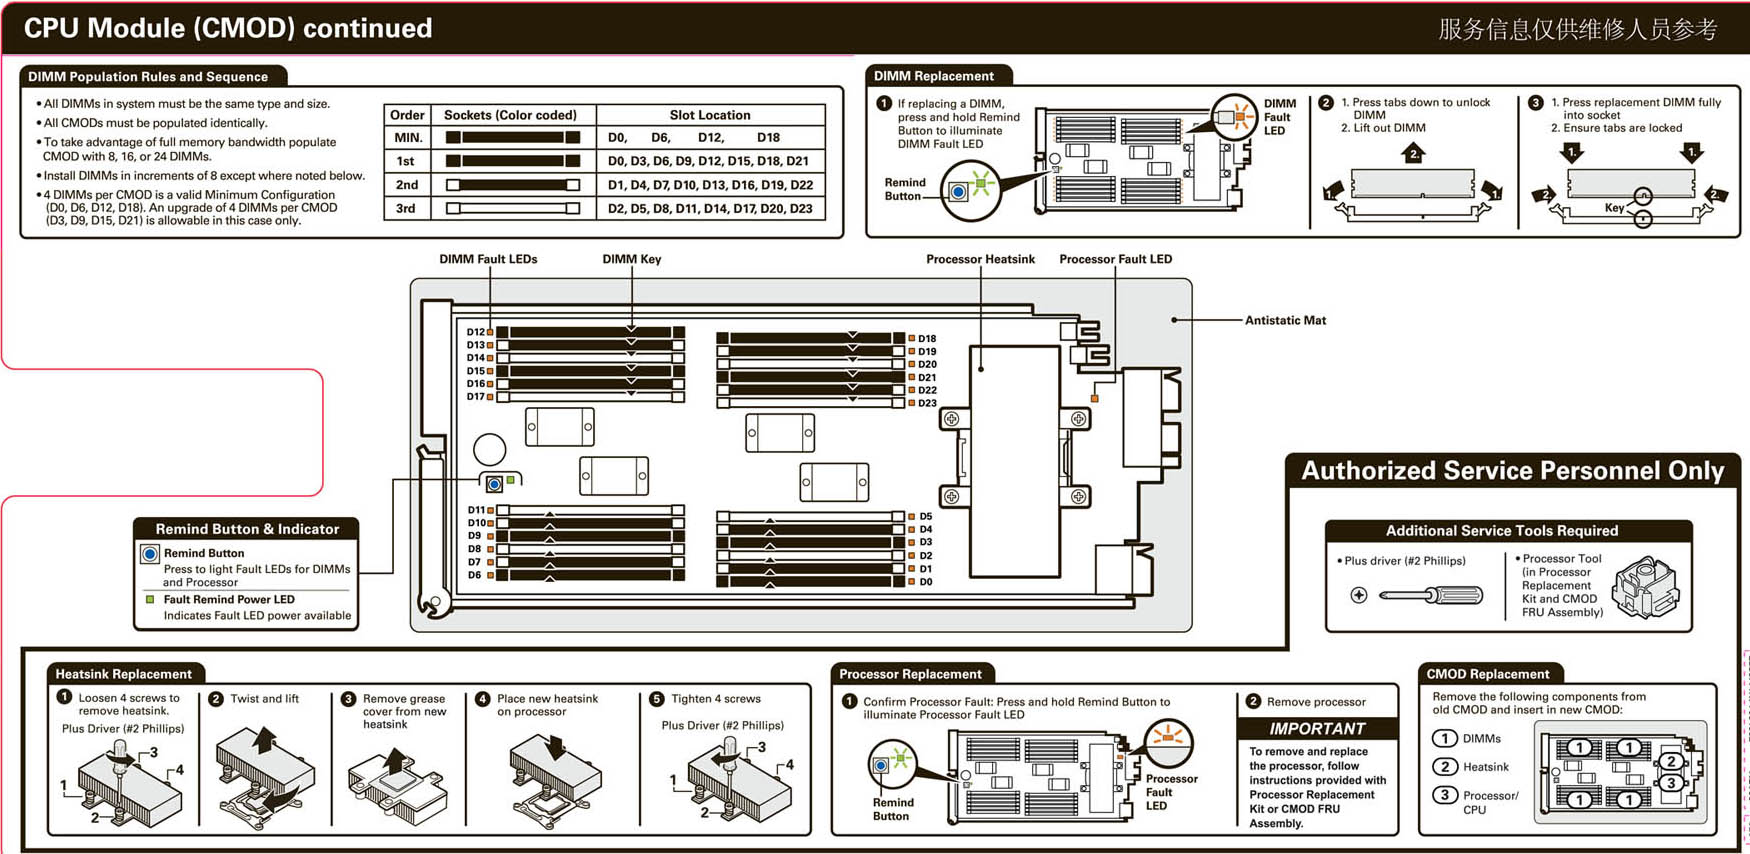 CPU Module (CMOD) continued
服务信息仅供维修人员参考
DIMM Population Rules and Sequence
• All DIMMs in system must be the same type and size.
• All CMODs must be populated identically.
• To take advantage of full memory bandwidth populate
CMOD with 8, 16, or 24 DIMMs.
• Install DIMMs in increments of 8 except where noted below.
• 4 DIMMs per CMOD is a valid Minimum Configuration
(D0, D6, D12, D18). An upgrade of 4 DIMMs per CMOD
(D3, D9, D15, D21) is allowable in this case only.
Order Sockets (Color coded) Slot Location
MIN. D0, D6, D12, D18
1st D0, D3, D6, D9, D12, D15, D18, D21
2nd D1, D4, D7, D10, D13, D16, D19, D22
3rd D2, D5, D8, D11, D14, D17, D20, D23
DIMM Replacement
1 If replacing a DIMM,
press and hold Remind
Button to illuminate
DIMM Fault LED
Remind
Button
DIMM
Fault
LED
2 1. Press tabs down to unlock
DIMM
2. Lift out DIMM
2.
1. 1.
3 1. Press replacement DIMM fully
into socket
2. Ensure tabs are locked
1. 1.
2. 2.
Key
DIMM Fault LEDs
DIMM Key
Processor Heatsink
Processor Fault LED
Antistatic Mat
D12
D13
D14
D15
D16
D17
D18
D19
D20
D21
D22
D23
D11
D10
D9
D8
D7
D6
D5
D4
D3
D2
D1
D0
Remind Button & Indicator
Remind Button
Press to light Fault LEDs for DIMMs
and Processor
Fault Remind Power LED
Indicates Fault LED power available
Authorized Service Personnel Only
Additional Service Tools Required
• Plus driver (#2 Phillips)
• Processor Tool
(in Processor
Replacement
Kit and CMOD
FRU Assembly)
Heatsink Replacement
1 Loosen 4 screws to
remove heatsink.
Plus Driver (#2 Phillips)
3
4
1
2
2 Twist and lift
3 Remove grease
cover from new
heatsink
4 Place new heatsink
on processor
5 Tighten 4 screws
Plus Driver (#2 Phillips)
3
4
1
2
Processor Replacement
1 Confirm Processor Fault: Press and hold Remind Button to
illuminate Processor Fault LED
Remind
Button
Processor
Fault
LED
2 Remove processor
IMPORTANT
To remove and replace
the processor, follow
instructions provided with
Processor Replacement
Kit or CMOD FRU
Assembly.
CMOD Replacement
Remove the following components from
old CMOD and insert in new CMOD:
1 DIMMs
2 Heatsink
3 Processor/
CPU
1 1
2
3
1 1